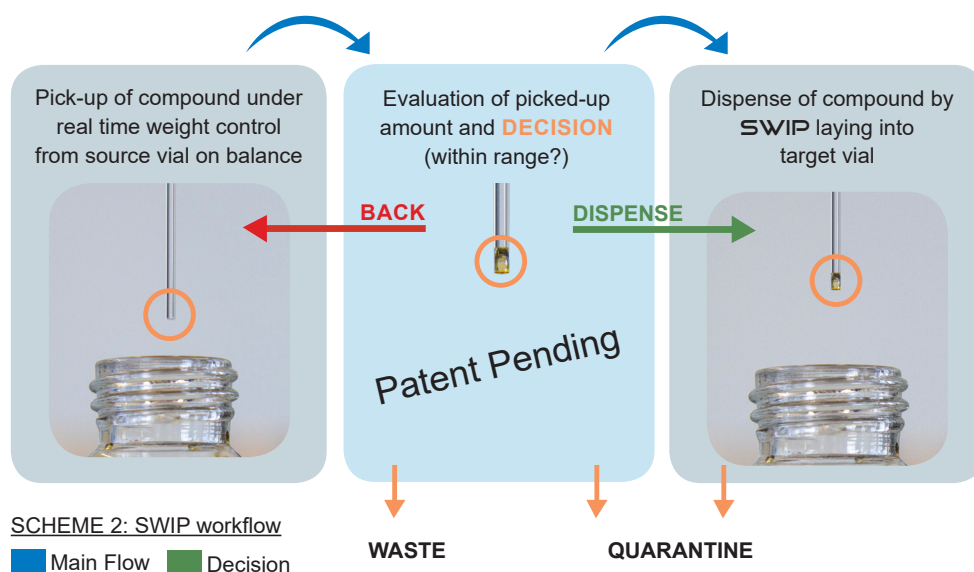 Pick-up of compound under
real time weight control
from source vial on balance
Evaluation of picked-up
amount and DECISION
(within range?)
Dispense of compound by
SWIP laying into
target vial
BACK
DISPENSE
Patent Pending
WASTE
QUARANTINE
SCHEME 2: SWIP workflow
Main Flow
Decision